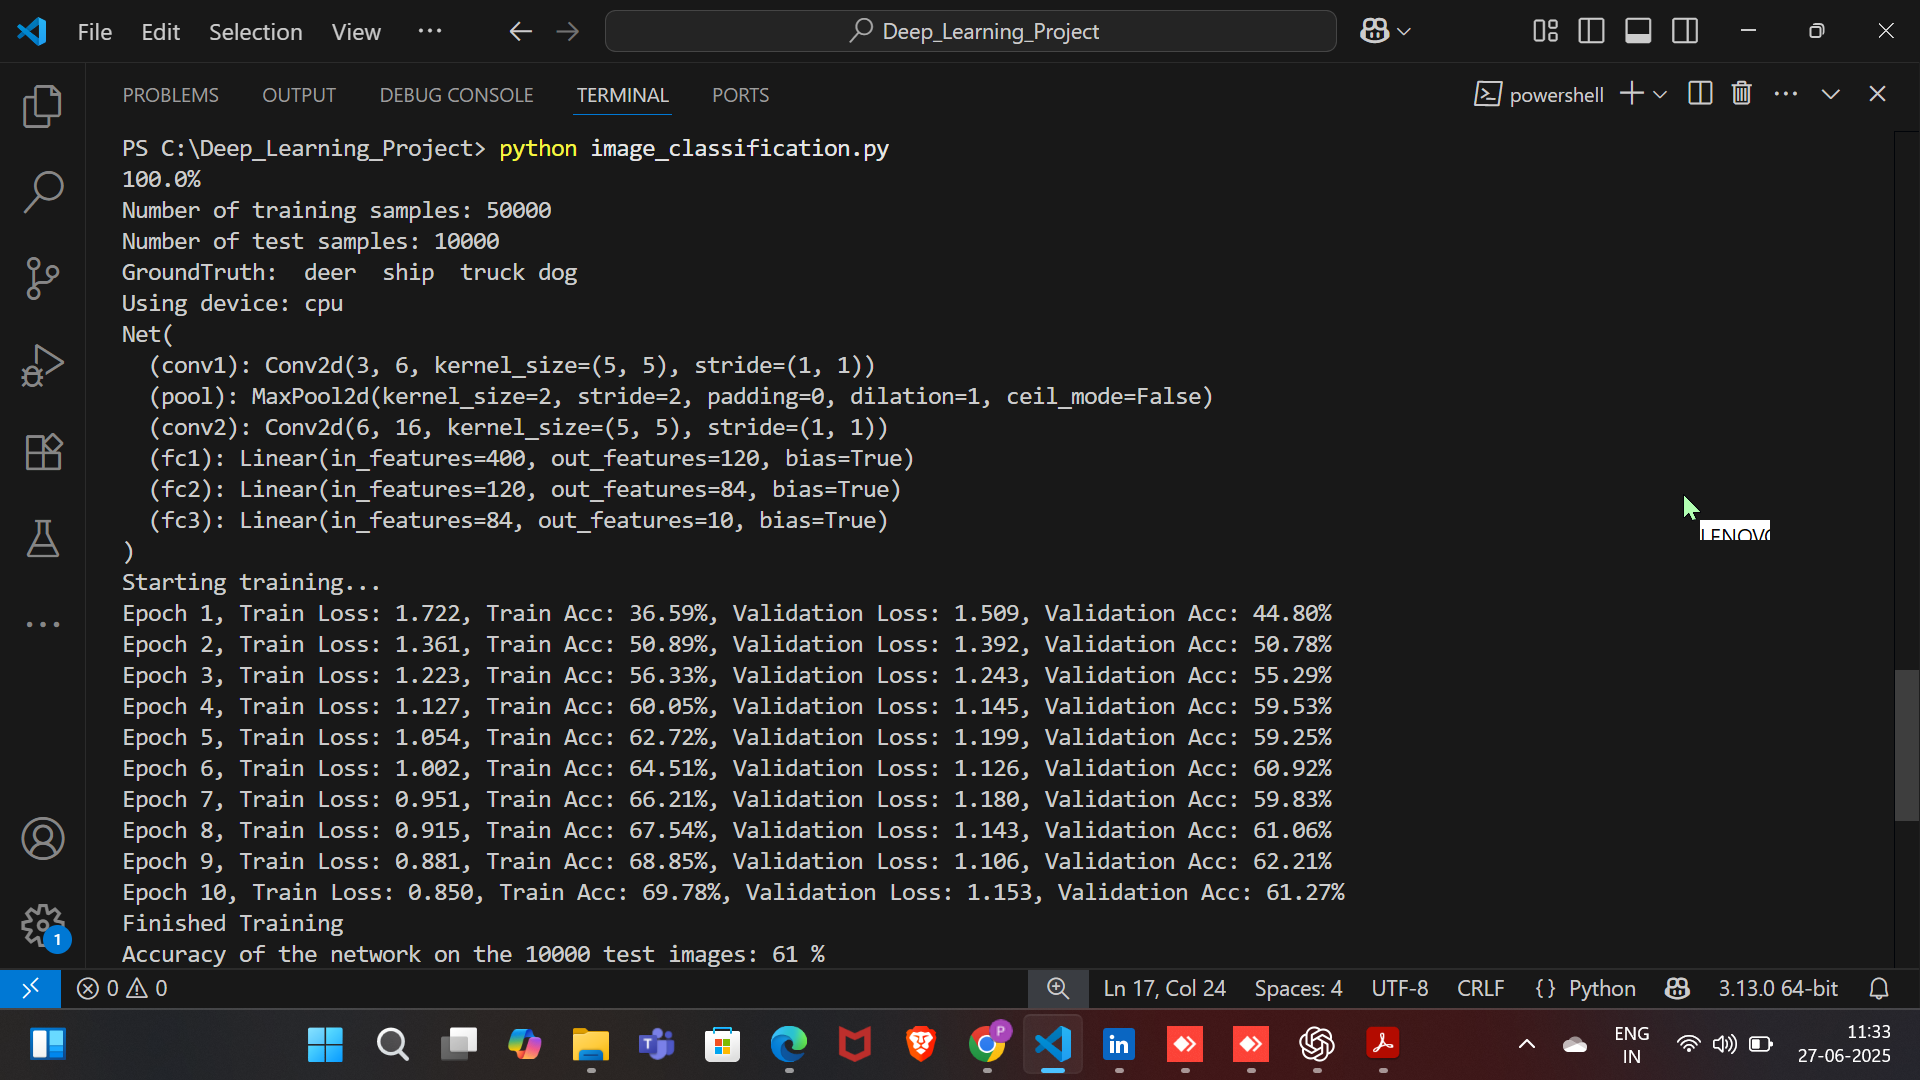 File Edit Selection View ··· Deep_Learning_Project
PROBLEMS OUTPUT DEBUG CONSOLE TERMINAL PORTS powershell
PS C:\Deep_Learning_Project> python image_classification.py
100.0%
Number of training samples: 50000
Number of test samples: 10000
GroundTruth:  deer  ship  truck dog
Using device: cpu
Net(
  (conv1): Conv2d(3, 6, kernel_size=(5, 5), stride=(1, 1))
  (pool): MaxPool2d(kernel_size=2, stride=2, padding=0, dilation=1, ceil_mode=False)
  (conv2): Conv2d(6, 16, kernel_size=(5, 5), stride=(1, 1))
  (fc1): Linear(in_features=400, out_features=120, bias=True)
  (fc2): Linear(in_features=120, out_features=84, bias=True)
  (fc3): Linear(in_features=84, out_features=10, bias=True)
LENOVO
)
Starting training...
Epoch 1, Train Loss: 1.722, Train Acc: 36.59%, Validation Loss: 1.509, Validation Acc: 44.80%
Epoch 2, Train Loss: 1.361, Train Acc: 50.89%, Validation Loss: 1.392, Validation Acc: 50.78%
Epoch 3, Train Loss: 1.223, Train Acc: 56.33%, Validation Loss: 1.243, Validation Acc: 55.29%
Epoch 4, Train Loss: 1.127, Train Acc: 60.05%, Validation Loss: 1.145, Validation Acc: 59.53%
Epoch 5, Train Loss: 1.054, Train Acc: 62.72%, Validation Loss: 1.199, Validation Acc: 59.25%
Epoch 6, Train Loss: 1.002, Train Acc: 64.51%, Validation Loss: 1.126, Validation Acc: 60.92%
Epoch 7, Train Loss: 0.951, Train Acc: 66.21%, Validation Loss: 1.180, Validation Acc: 59.83%
Epoch 8, Train Loss: 0.915, Train Acc: 67.54%, Validation Loss: 1.143, Validation Acc: 61.06%
Epoch 9, Train Loss: 0.881, Train Acc: 68.85%, Validation Loss: 1.106, Validation Acc: 62.21%
Epoch 10, Train Loss: 0.850, Train Acc: 69.78%, Validation Loss: 1.153, Validation Acc: 61.27%
Finished Training
Accuracy of the network on the 10000 test images: 61 %
1
0 0 Ln 17, Col 24 Spaces: 4 UTF-8 CRLF {} Python 3.13.0 64-bit
P
in
ENG
IN
11:33
27-06-2025